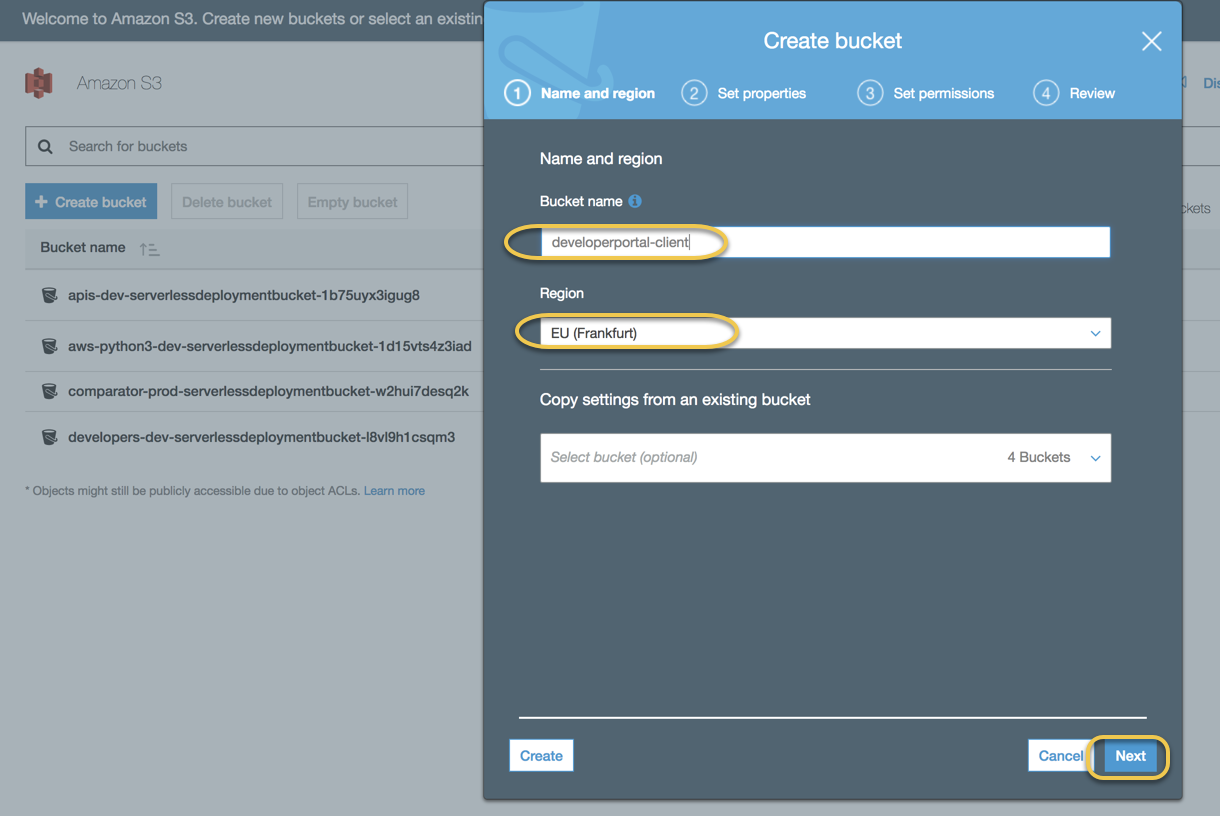 Welcome to Amazon S3. Create new buckets or select an existin
Amazon S3
Search for buckets
+ Create bucket
Delete bucket
Empty bucket
Bucket name
apis-dev-serverlessdeploymentbucket-1b75uyx3igug8
aws-python3-dev-serverlessdeploymentbucket-1d15vts4z3iad
comparator-prod-serverlessdeploymentbucket-w2hui7desq2k
developers-dev-serverlessdeploymentbucket-l8vl9h1csqm3
* Objects might still be publicly accessible due to object ACLs. Learn more
Create bucket
1 Name and region
2 Set properties
3 Set permissions
4 Review
Name and region
Bucket name
developerportal-client
Region
EU (Frankfurt)
Copy settings from an existing bucket
Select bucket (optional)
4 Buckets
Create
Cancel
Next
Dis
ckets